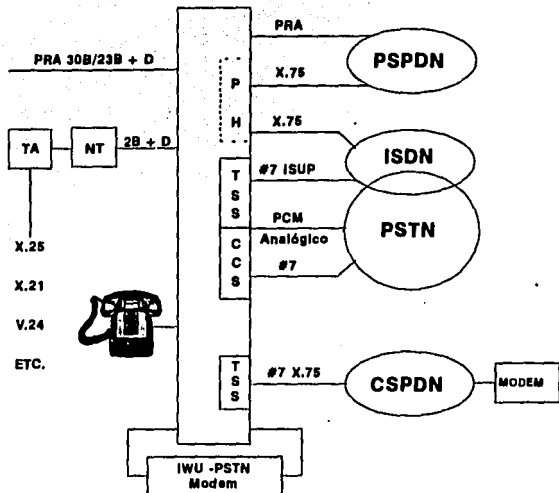 PRA 30B/23B + D
TA
NT
2B + D
X.25
X.21
V.24
ETC.
P
H
T
S
S
C
C
S
T
S
S
PRA
X.75
PSPDN
X.75
ISDN
#7 ISUP
PCM
Analógico
PSTN
#7
#7 X.75
CSPDN
MODEM
IWU -PSTN
Modem